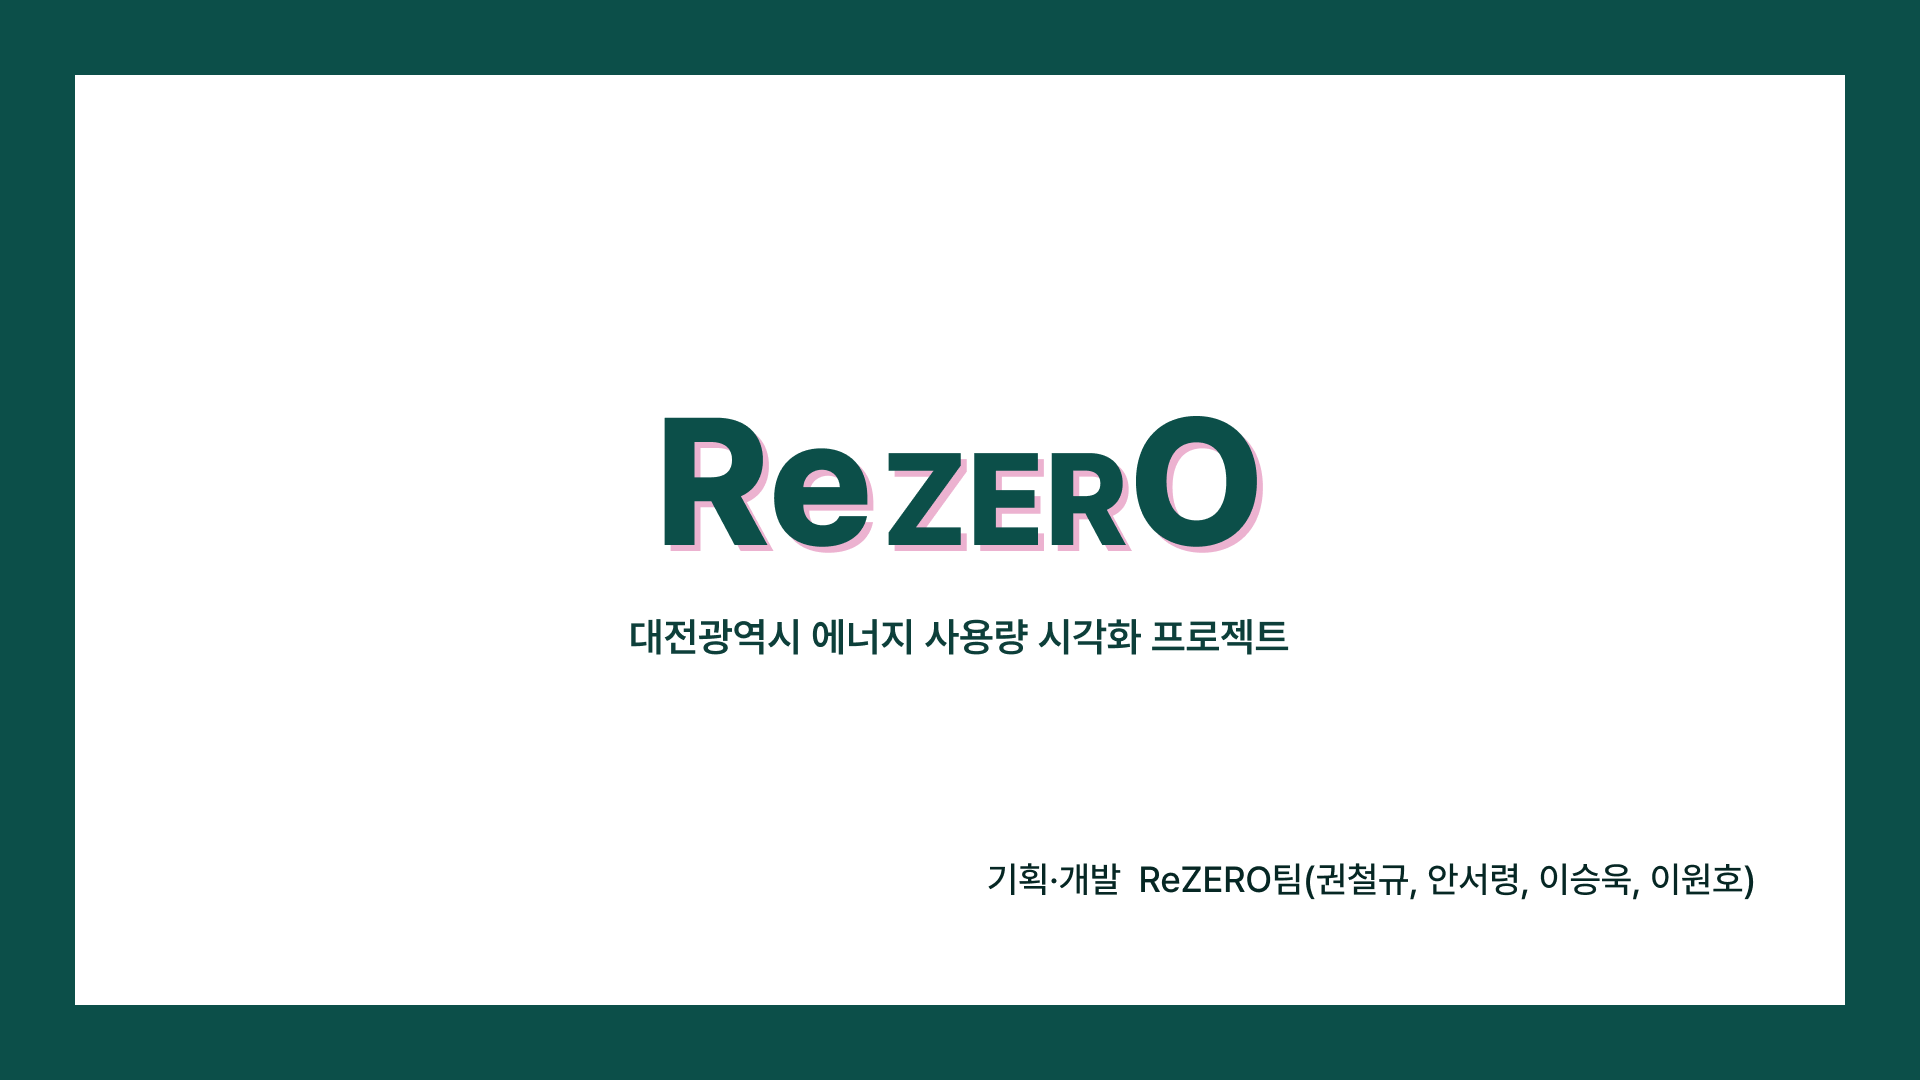 ReZERO
대전광역시 에너지 사용량 시각화 프로젝트
기획·개발 ReZERO팀(권철규, 안서령, 이승욱, 이원호)